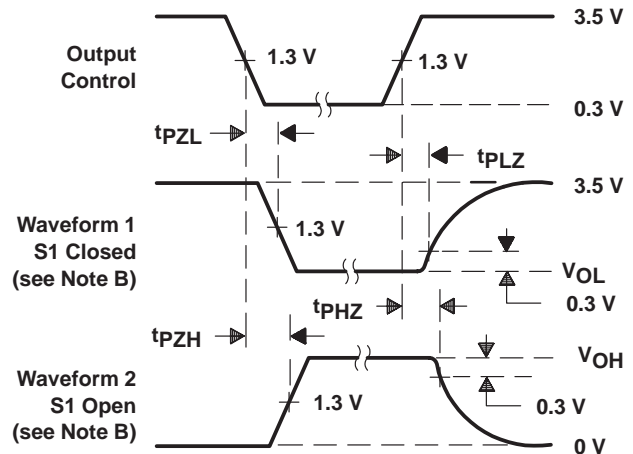 3.5 V
Output
Control
1.3 V
1.3 V
0.3 V
tPZL
tPLZ
3.5 V
Waveform 1
S1 Closed
(see Note B)
1.3 V
VOL
0.3 V
tPHZ
tPZH
VOH
Waveform 2
S1 Open
(see Note B)
1.3 V
0.3 V
0 V